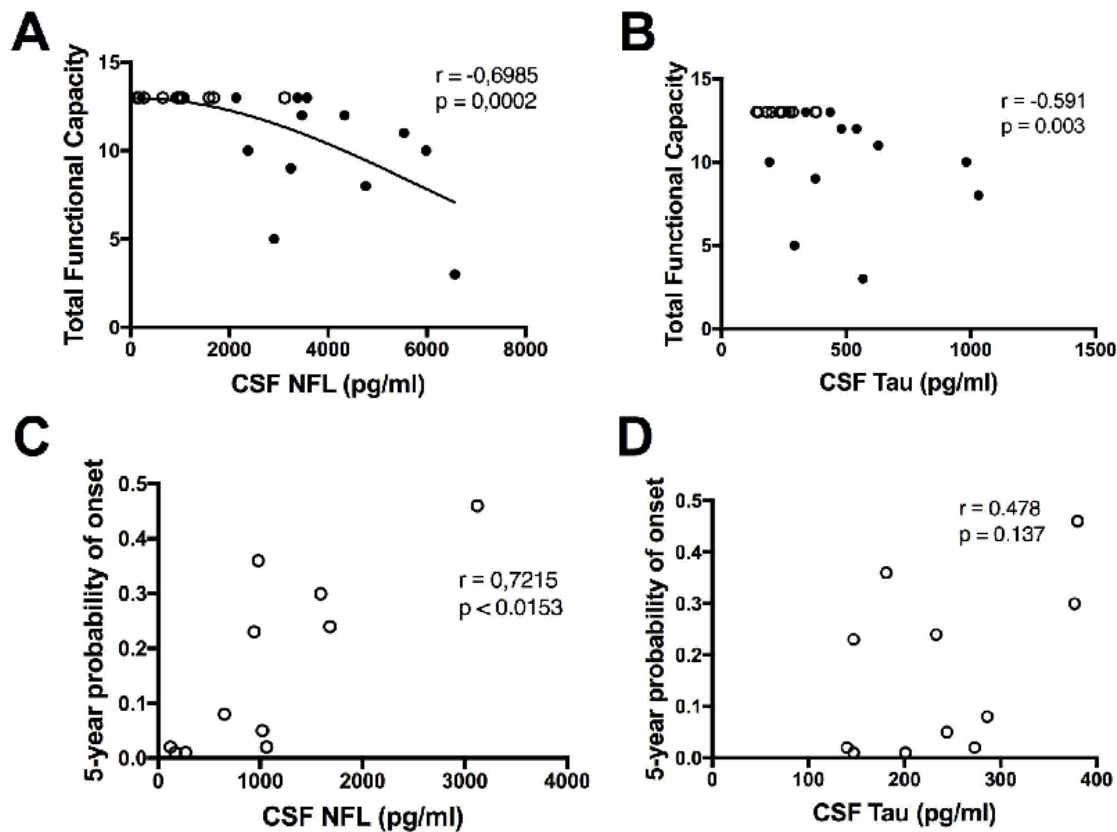 A
Total Functional Capacity
15
10
5
0
0 2000 4000 6000 8000
CSF NFL (pg/ml)
r = -0,6985
p = 0,0002
B
Total Functional Capacity
15
10
5
0
0 500 1000 1500
CSF Tau (pg/ml)
r = -0.591
p = 0.003
C
5-year probability of onset
0.5
0.4
0.3
0.2
0.1
0.0
0 1000 2000 3000 4000
CSF NFL (pg/ml)
r = 0,7215
p < 0.0153
D
5-year probability of onset
0.5
0.4
0.3
0.2
0.1
0.0
0 100 200 300 400
CSF Tau (pg/ml)
r = 0.478
p = 0.137